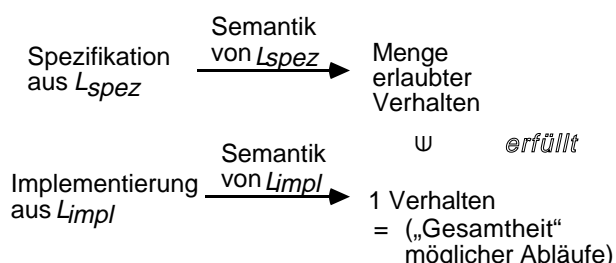 Spezifikation
aus Lspez
Semantik
von Lspez
Menge
erlaubter
Verhalten
erfüllt
Implementierung
aus Limpl
Semantik
von Limpl
1 Verhalten
= („Gesamtheit“
möglicher Abläufe)